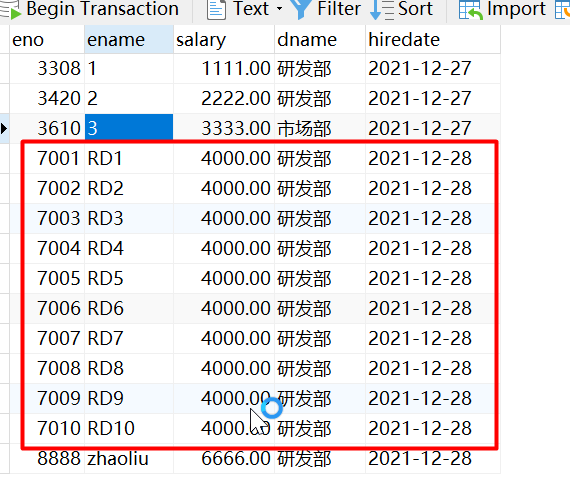 Begin Transaction Text Filter Sort Import
eno ename salary dname hiredate
3308 1 1111.00 研发部 2021-12-27
3420 2 2222.00 研发部 2021-12-27
3610 3 3333.00 市场部 2021-12-27
7001 RD1 4000.00 研发部 2021-12-28
7002 RD2 4000.00 研发部 2021-12-28
7003 RD3 4000.00 研发部 2021-12-28
7004 RD4 4000.00 研发部 2021-12-28
7005 RD5 4000.00 研发部 2021-12-28
7006 RD6 4000.00 研发部 2021-12-28
7007 RD7 4000.00 研发部 2021-12-28
7008 RD8 4000.00 研发部 2021-12-28
7009 RD9 4000.00 研发部 2021-12-28
7010 RD10 4000.00 研发部 2021-12-28
8888 zhaoliu 6666.00 研发部 2021-12-28